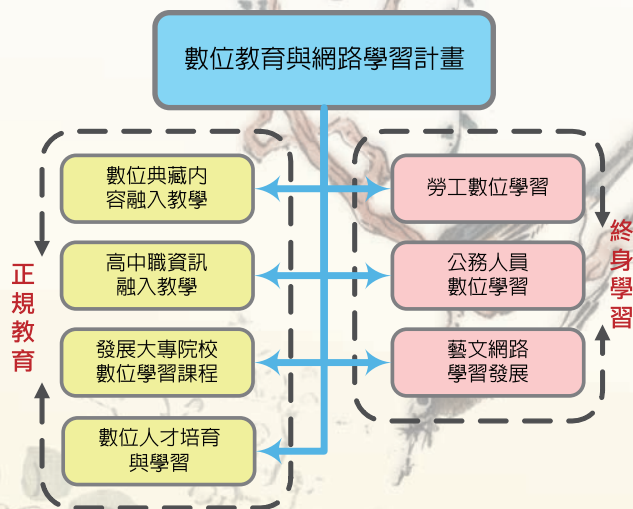 數位教育與網路學習計畫
數位典藏內
容融入教學
高中職資訊
融入教學
發展大專院校
數位學習課程
數位人才培育
與學習
正規教育
勞工數位學習
公務人員
數位學習
藝文網路
學習發展
終身學習